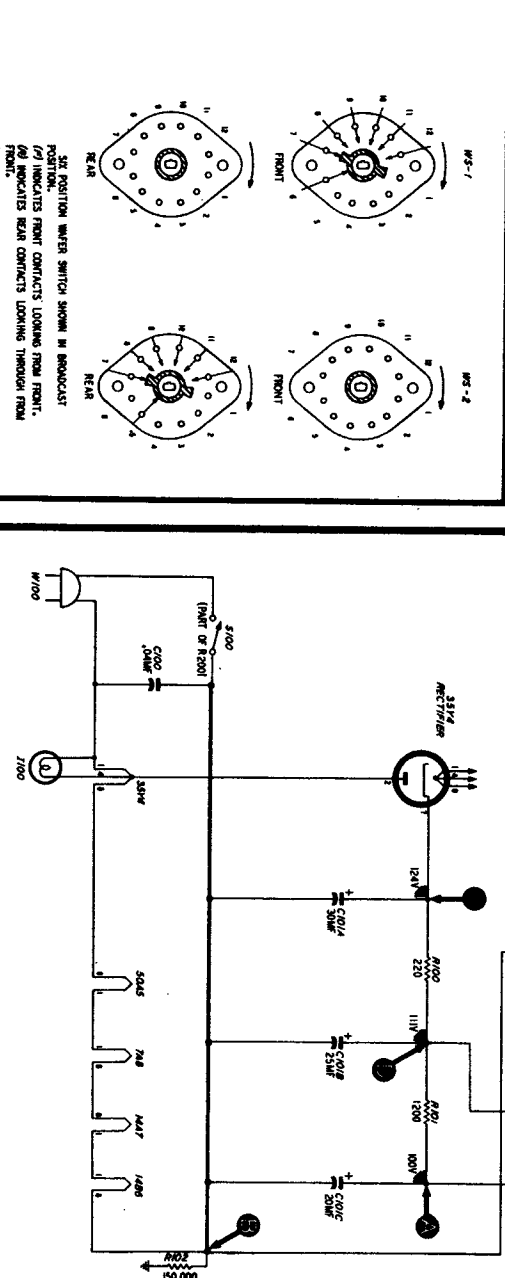 WS-1
FRONT
REAR
WS-2
FRONT
REAR
SIX POSITION WAFER SWITCH SHOWN IN BROADCAST
POSITION.
(F) INDICATES FRONT CONTACTS LOOKING FROM FRONT.
(R) INDICATES REAR CONTACTS LOOKING THROUGH FROM
FRONT.
35Y4
RECTIFIER
124V
R100
220
111V
R101
1200
100V
A
C101A
30MF
C101B
25MF
C101C
20MF
B
S100
(PART OF R200)
C100
.04MF
W100
I100
35Y4
50A5
7A8
14A7
14B6
R102
150,000